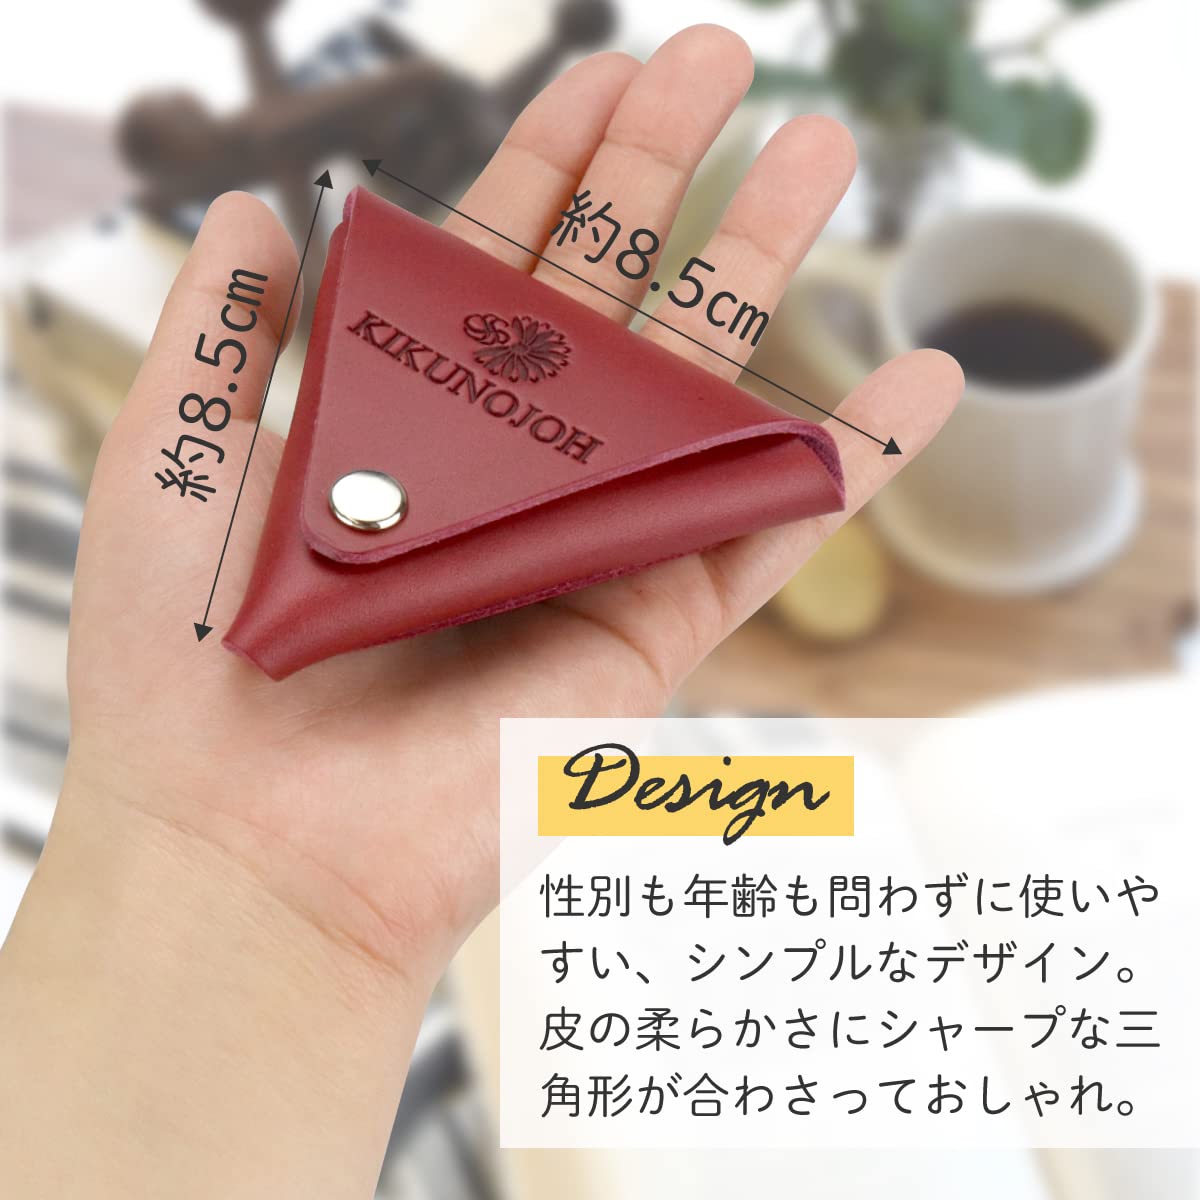 約8.5cm
約8.5cm
KIKUNOJOH
Design
性別も年齢も問わずに使いや
すい、シンプルなデザイン。
皮の柔らかさにシャープな三
角形が合わさっておしゃれ。